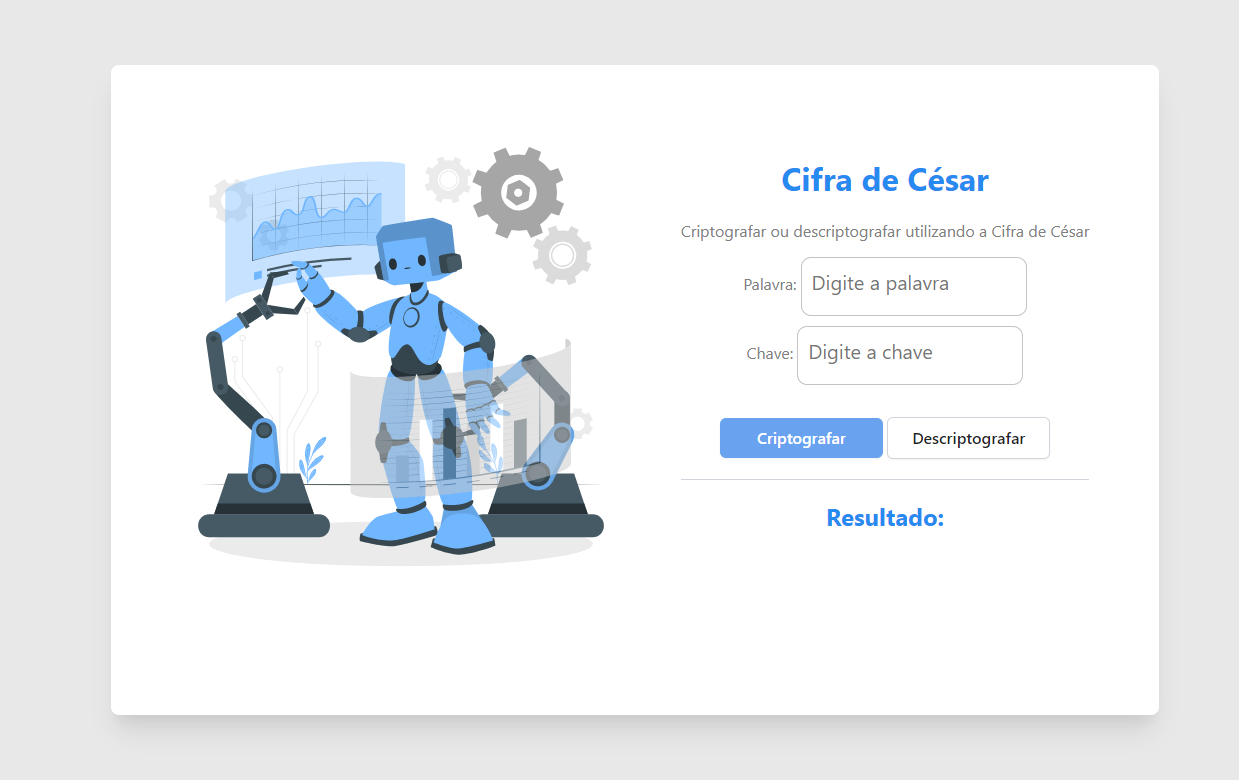 Cifra de César
Criptografar ou descriptografar utilizando a Cifra de César
Palavra: Digite a palavra
Chave: Digite a chave
Criptografar Descriptografar
Resultado: